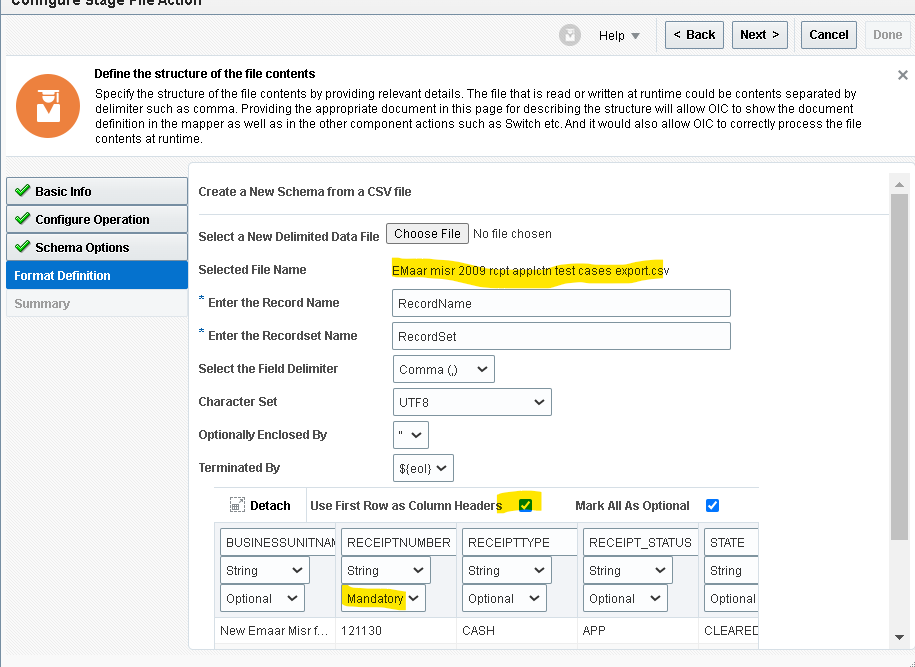 Configure Stage File Action
Help
< Back
Next >
Cancel
Done
Define the structure of the file contents
Specify the structure of the file contents by providing relevant details. The file that is read or written at runtime could be contents separated by
delimiter such as comma. Providing the appropriate document in this page for describing the structure will allow OIC to show the document
definition in the mapper as well as in the other component actions such as Switch etc. And it would also allow OIC to correctly process the file
contents at runtime.
Basic Info
Configure Operation
Schema Options
Format Definition
Summary
Create a New Schema from a CSV file
Select a New Delimited Data File Choose File No file chosen
Selected File Name EMaar misr 2009 rcpt applctn test cases export.csv
* Enter the Record Name RecordName
* Enter the Recordset Name RecordSet
Select the Field Delimiter Comma (,)
Character Set UTF8
Optionally Enclosed By "
Terminated By ${eol}
Detach Use First Row as Column Headers Mark All As Optional
BUSINESSUNITNAM RECEIPTNUMBER RECEIPTTYPE RECEIPT_STATUS STATE
String String String String String
Optional Mandatory Optional Optional Optional
New Emaar Misr f... 121130 CASH APP CLEARED